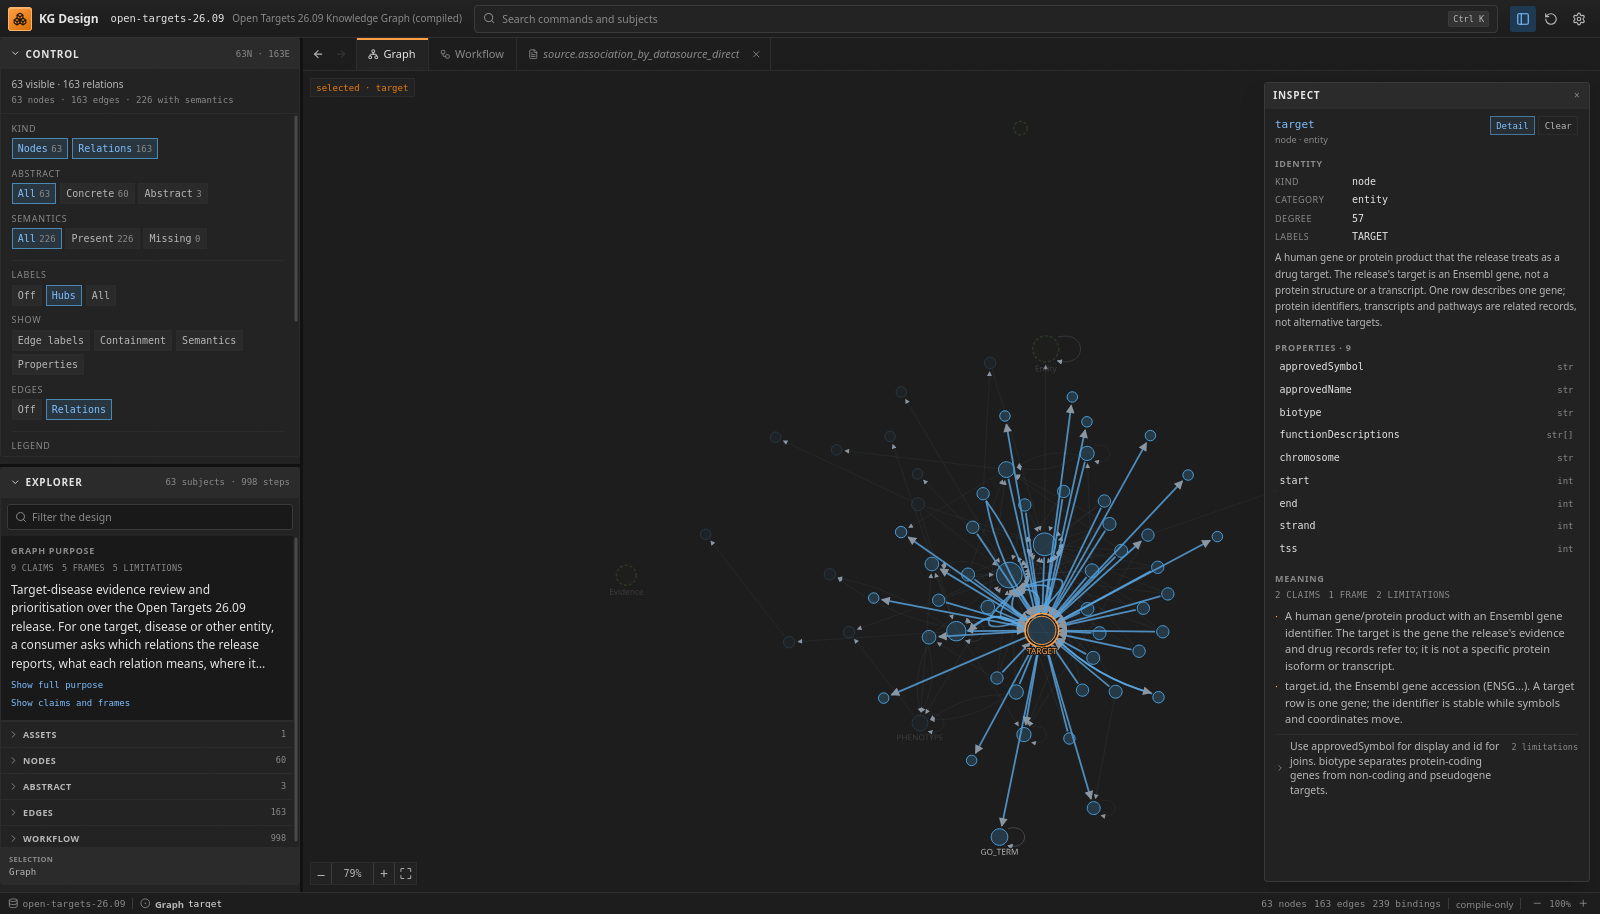 KG Design open-targets-26.09 Open Targets 26.09 Knowledge Graph (compiled)
Search commands and subjects
Ctrl K
CONTROL 63N · 163E
63 visible · 163 relations
63 nodes · 163 edges · 226 with semantics
KIND
Nodes 63 Relations 163
ABSTRACT
All 63 Concrete 60 Abstract 3
SEMANTICS
All 226 Present 226 Missing 0
LABELS
Off Hubs All
SHOW
Edge labels Containment Semantics
Properties
EDGES
Off Relations
LEGEND
EXPLORER 63 subjects · 998 steps
Filter the design
GRAPH PURPOSE
9 CLAIMS 5 FRAMES 5 LIMITATIONS
Target-disease evidence review and
prioritisation over the Open Targets 26.09
release. For one target, disease or other entity,
a consumer asks which relations the release
reports, what each relation means, where it...
Show full purpose
Show claims and frames
ASSETS 1
NODES 60
ABSTRACT 3
EDGES 163
WORKFLOW 998
SELECTION
Graph
Graph Workflow source.association_by_datasource_direct ×
selected · target
Entity
Evidence
TARGET
PHENOTYPE
GO_TERM
– 79% +
INSPECT ×
target Detail Clear
node · entity
IDENTITY
KIND node
CATEGORY entity
DEGREE 57
LABELS TARGET
A human gene or protein product that the release treats as a
drug target. The release's target is an Ensembl gene, not a
protein structure or a transcript. One row describes one gene;
protein identifiers, transcripts and pathways are related records,
not alternative targets.
PROPERTIES · 9
approvedSymbol str
approvedName str
biotype str
functionDescriptions str[]
chromosome str
start int
end int
strand int
tss int
MEANING
2 CLAIMS 1 FRAME 2 LIMITATIONS
· A human gene/protein product with an Ensembl gene
identifier. The target is the gene the release's evidence
and drug records refer to; it is not a specific protein
isoform or transcript.
· target.id, the Ensembl gene accession (ENSG...). A target
row is one gene; the identifier is stable while symbols
and coordinates move.
Use approvedSymbol for display and id for 2 limitations
joins. biotype separates protein-coding
genes from non-coding and pseudogene
targets.
open-targets-26.09 Graph target
63 nodes 163 edges 239 bindings compile-only – 100% +